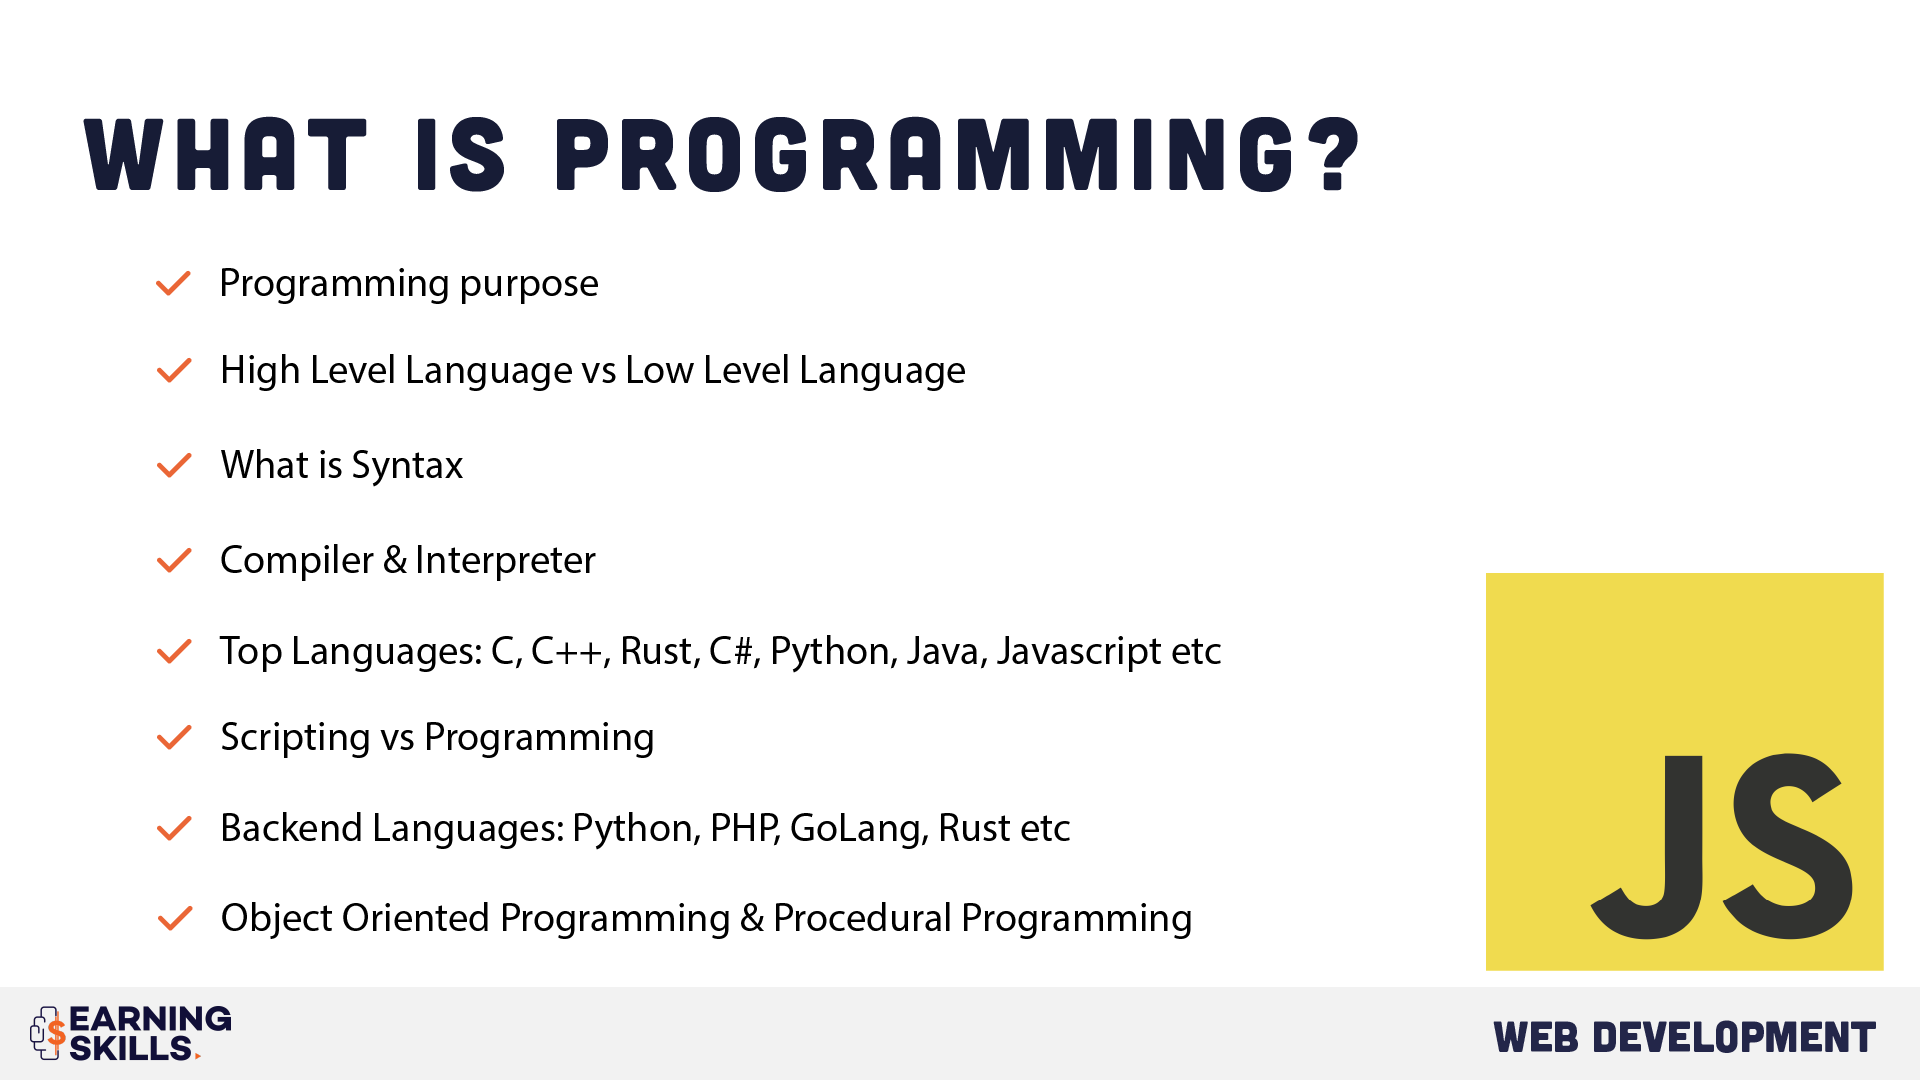 WHAT IS PROGRAMMING?
Programming purpose
High Level Language vs Low Level Language
What is Syntax
Compiler & Interpreter
Top Languages: C, C++, Rust, C#, Python, Java, Javascript etc
Scripting vs Programming
Backend Languages: Python, PHP, GoLang, Rust etc
Object Oriented Programming & Procedural Programming
JS
$ EARNING
SKILLS
WEB DEVELOPMENT